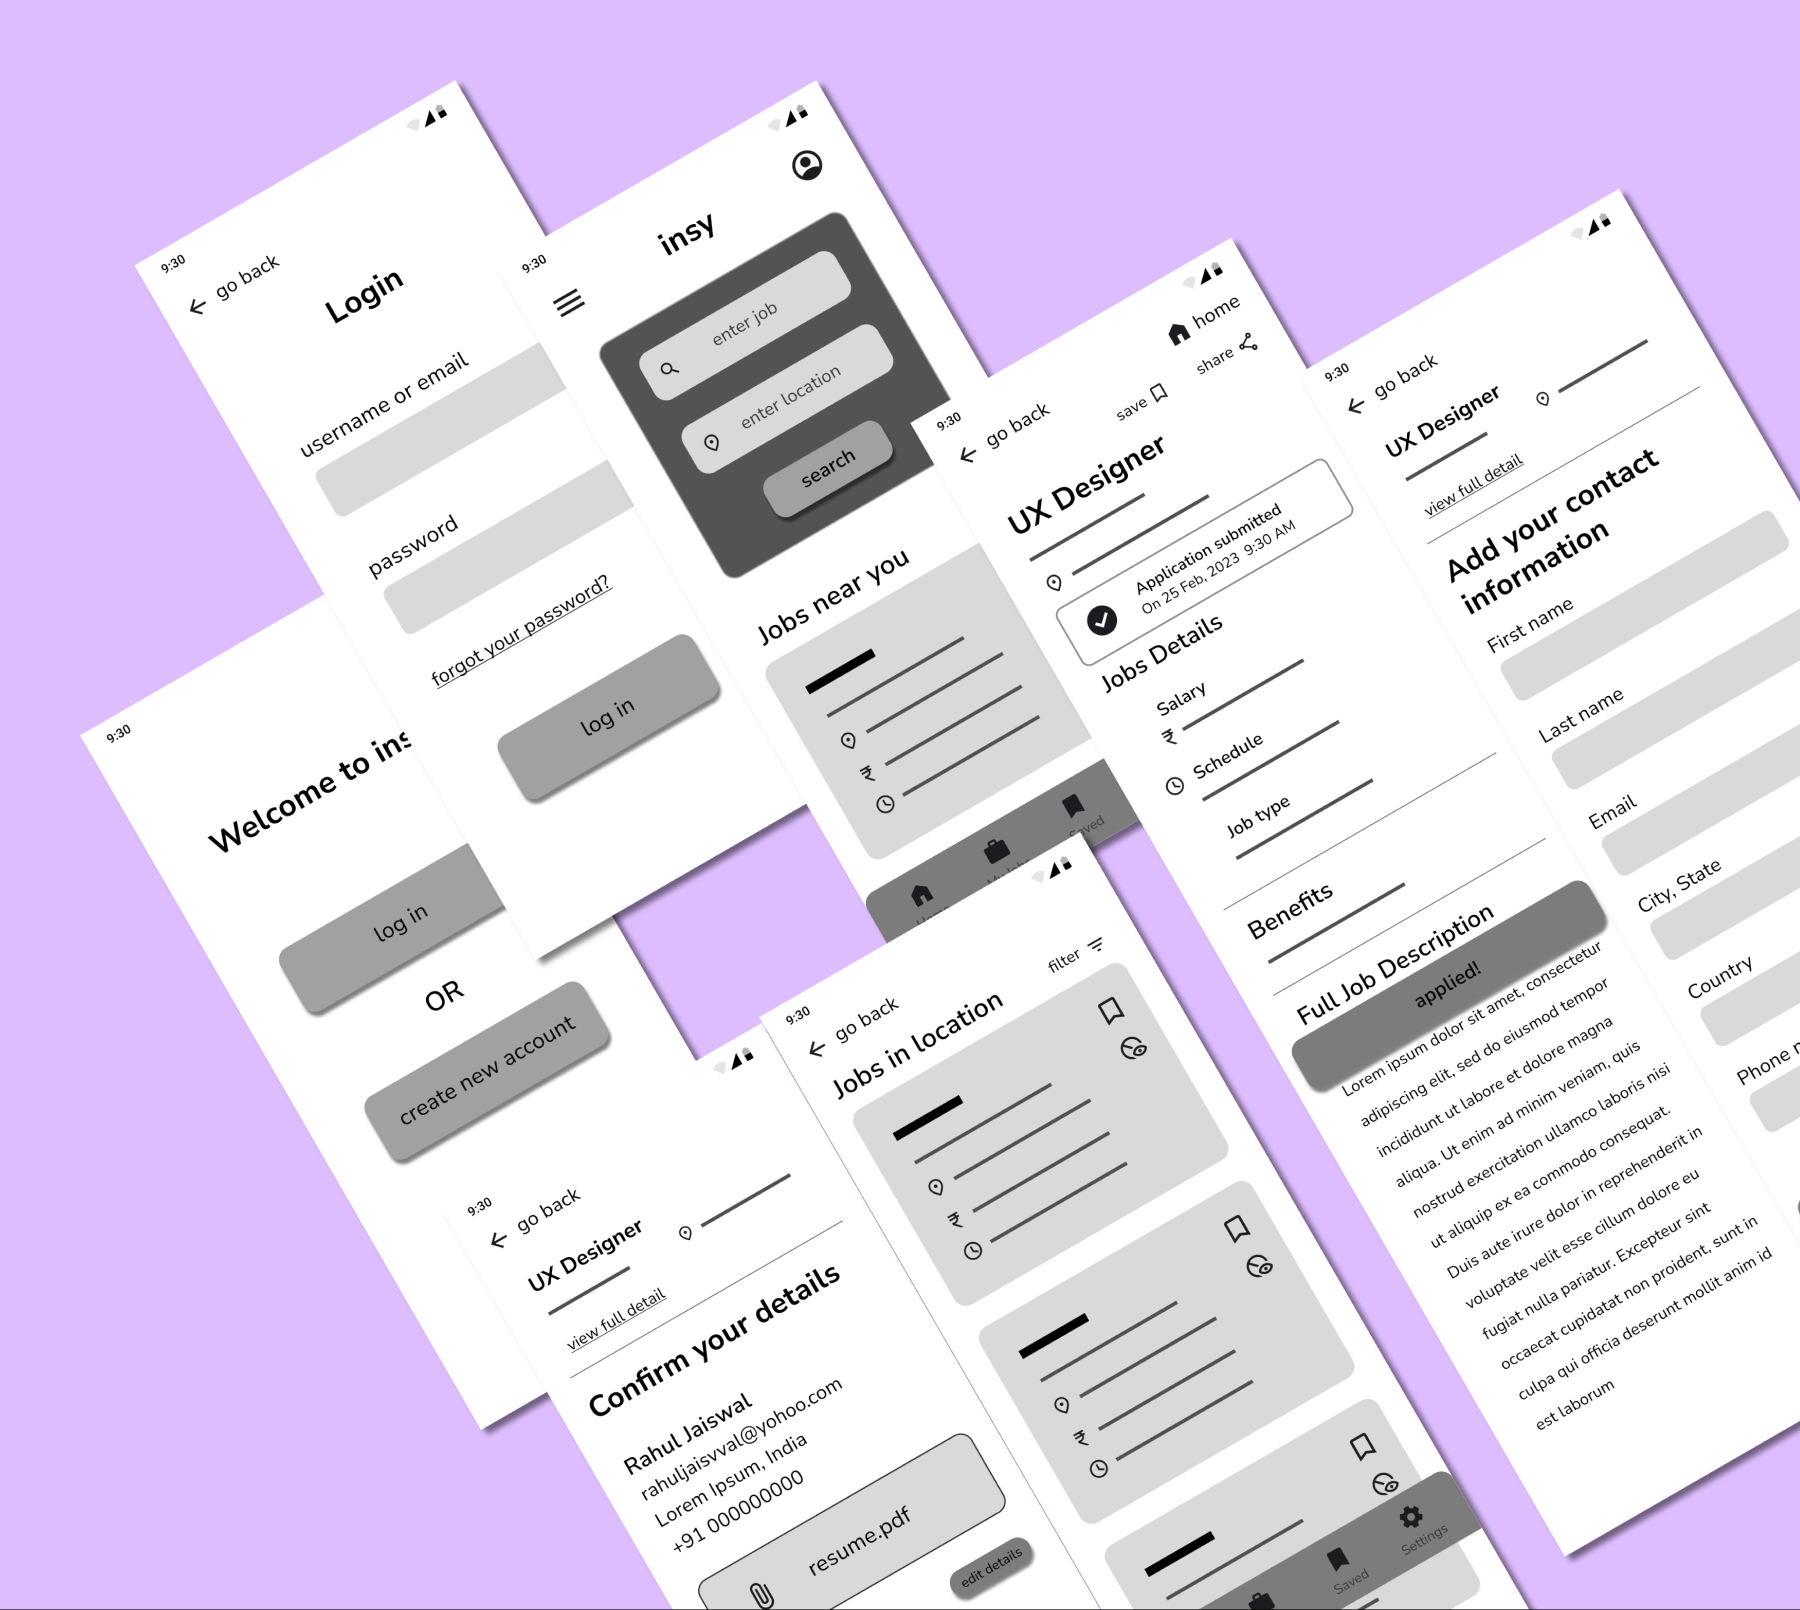 9:30
go back
Login
username or email
password
forgot your password?
log in
9:30
insy
enter job
enter location
search
Jobs near you
Saved
9:30
go back
home
save
share
UX Designer
Application submitted
On 25 Feb, 2023 9:30 AM
Jobs Details
Salary
₹
Schedule
Job type
Benefits
Full Job Description
applied!
Lorem ipsum dolor sit amet, consectetur
adipiscing elit, sed do eiusmod tempor
incididunt ut labore et dolore magna
aliqua. Ut enim ad minim veniam, quis
nostrud exercitation ullamco laboris nisi
ut aliquip ex ea commodo consequat.
Duis aute irure dolor in reprehenderit in
voluptate velit esse cillum dolore eu
fugiat nulla pariatur. Excepteur sint
occaecat cupidatat non proident, sunt in
culpa qui officia deserunt mollit anim id
est laborum
9:30
go back
UX Designer
view full detail
Add your contact
information
First name
Last name
Email
City, State
Country
Phone
9:30
Welcome to ins
log in
OR
create new account
9:30
go back
UX Designer
view full detail
Confirm your details
Rahul Jaiswal
rahuljaisvval@yohoo.com
Lorem Ipsum, India
+91 000000000
resume.pdf
edit details
9:30
go back
filter
Jobs in location
₹
₹
Saved
Settings